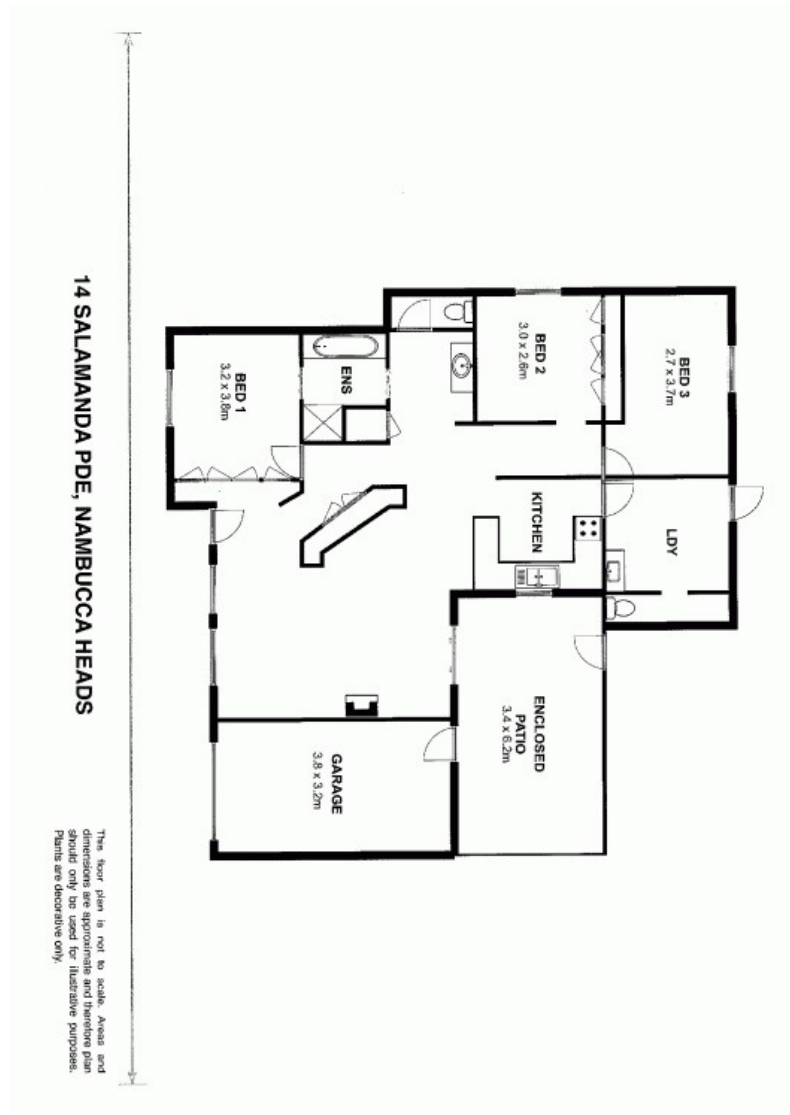 BED 3
2.7 x 3.7m
BED 2
3.0 x 2.6m
ENS
BED 1
3.2 x 3.8m
LDY
KITCHEN
ENCLOSED
PATIO
3.4 x 6.2m
GARAGE
3.8 x 3.2m
14 SALAMANDA PDE, NAMBUCCA HEADS
This floor plan is not to scale. Areas and
dimensions are approximate and therefore plan
should only be used for illustrative purposes.
Plants are decorative only.